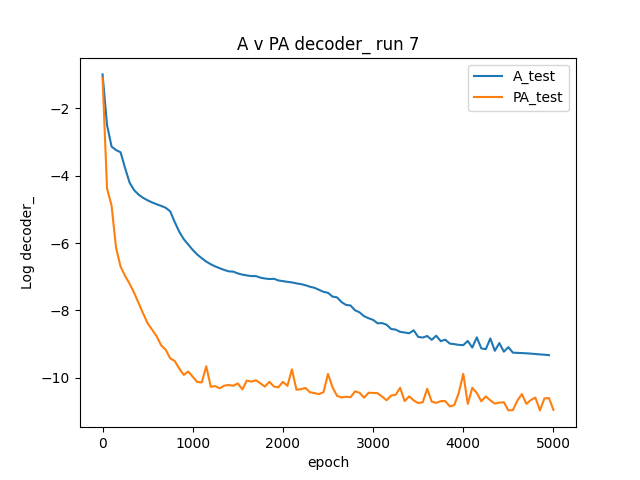 A v PA decoder_ run 7
A_test
PA_test
Log decoder_
−2
−4
−6
−8
−10
0
1000
2000
3000
4000
5000
epoch